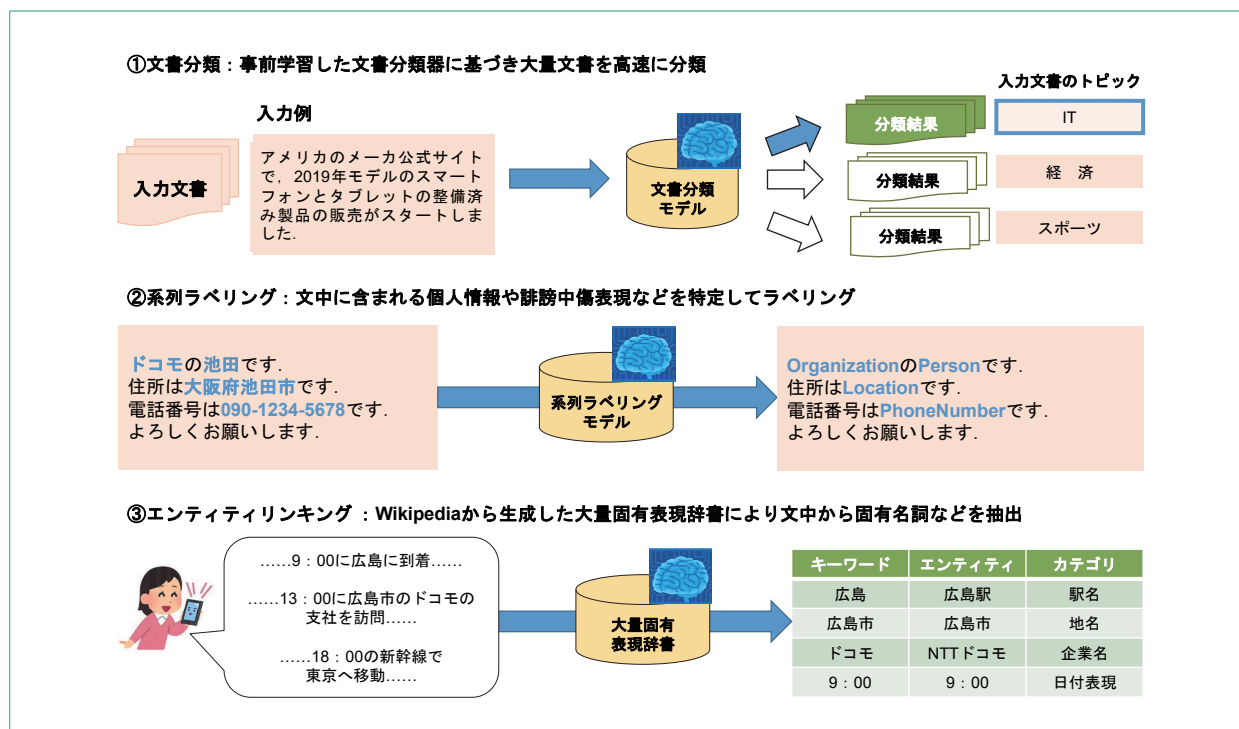 ①文書分類：事前学習した文書分類器に基づき大量文書を高速に分類
入力文書のトピック
入力例
入力文書
アメリカのメーカ公式サイト
で，2019年モデルのスマート
フォンとタブレットの整備済
み製品の販売がスタートしま
した．
文書分類
モデル
分類結果
IT
分類結果
経　済
分類結果
スポーツ
②系列ラベリング：文中に含まれる個人情報や誹謗中傷表現などを特定してラベリング
ドコモの池田です．
住所は大阪府池田市です．
電話番号は090-1234-5678です．
よろしくお願いします．
系列ラベリング
モデル
OrganizationのPersonです．
住所はLocationです．
電話番号はPhoneNumberです．
よろしくお願いします．
③エンティティリンキング ：Wikipediaから生成した大量固有表現辞書により文中から固有名詞などを抽出
……9：00に広島に到着……
……13：00に広島市のドコモの
支社を訪問……
……18：00の新幹線で
東京へ移動……
大量固有
表現辞書
キーワード エンティティ カテゴリ
広島 広島駅 駅名
広島市 広島市 地名
ドコモ NTTドコモ 企業名
9：00 9：00 日付表現